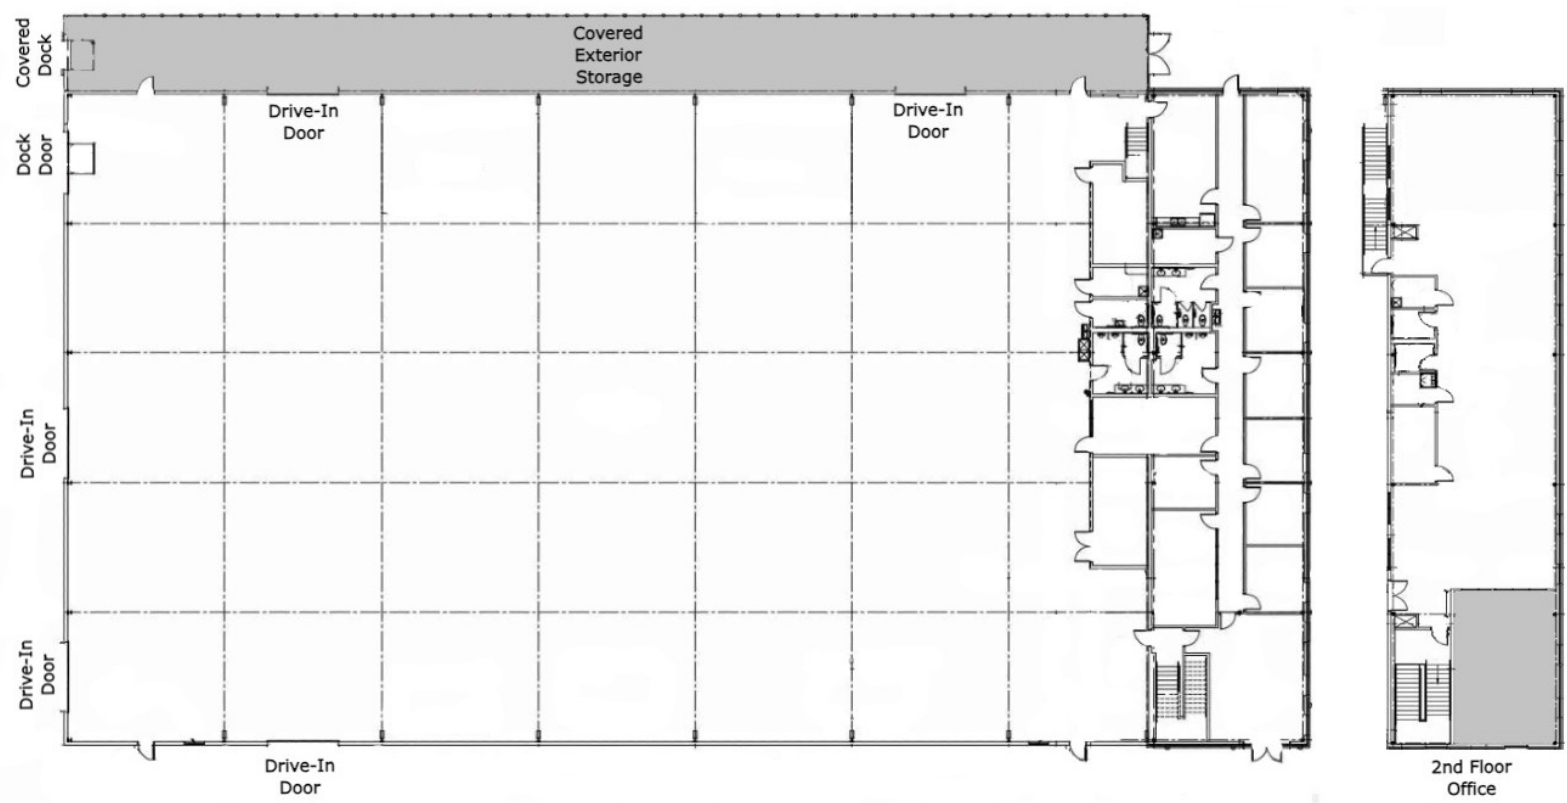 Covered
Dock
Covered
Exterior
Storage
Drive-In
Door
Drive-In
Door
Dock
Door
Drive-In
Door
Drive-In
Door
Drive-In
Door
2nd Floor
Office